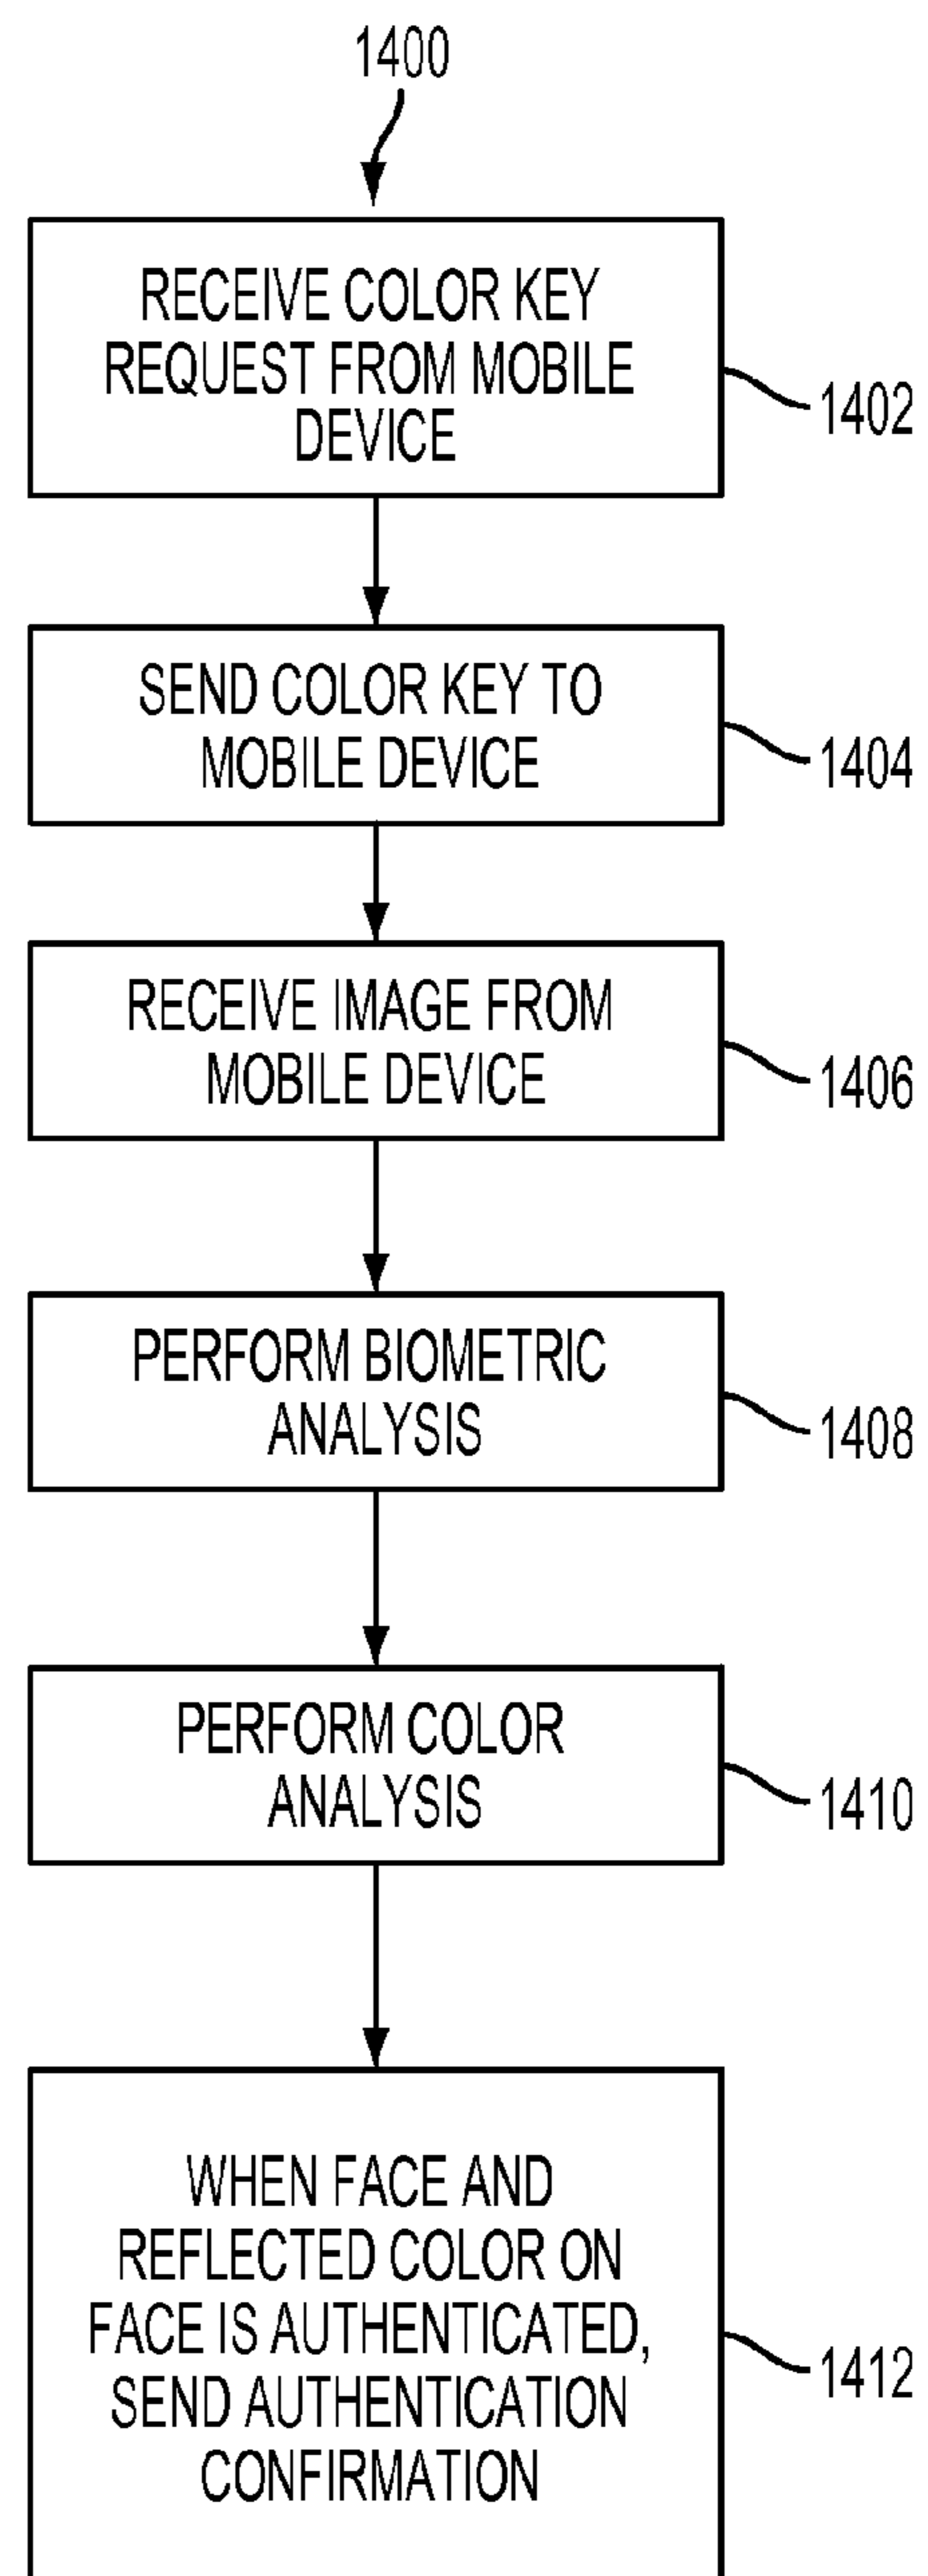 1400
RECEIVE COLOR KEY
REQUEST FROM MOBILE
DEVICE
1402
SEND COLOR KEY TO
MOBILE DEVICE
1404
RECEIVE IMAGE FROM
MOBILE DEVICE
1406
PERFORM BIOMETRIC
ANALYSIS
1408
PERFORM COLOR
ANALYSIS
1410
WHEN FACE AND
REFLECTED COLOR ON
FACE IS AUTHENTICATED,
SEND AUTHENTICATION
CONFIRMATION
1412